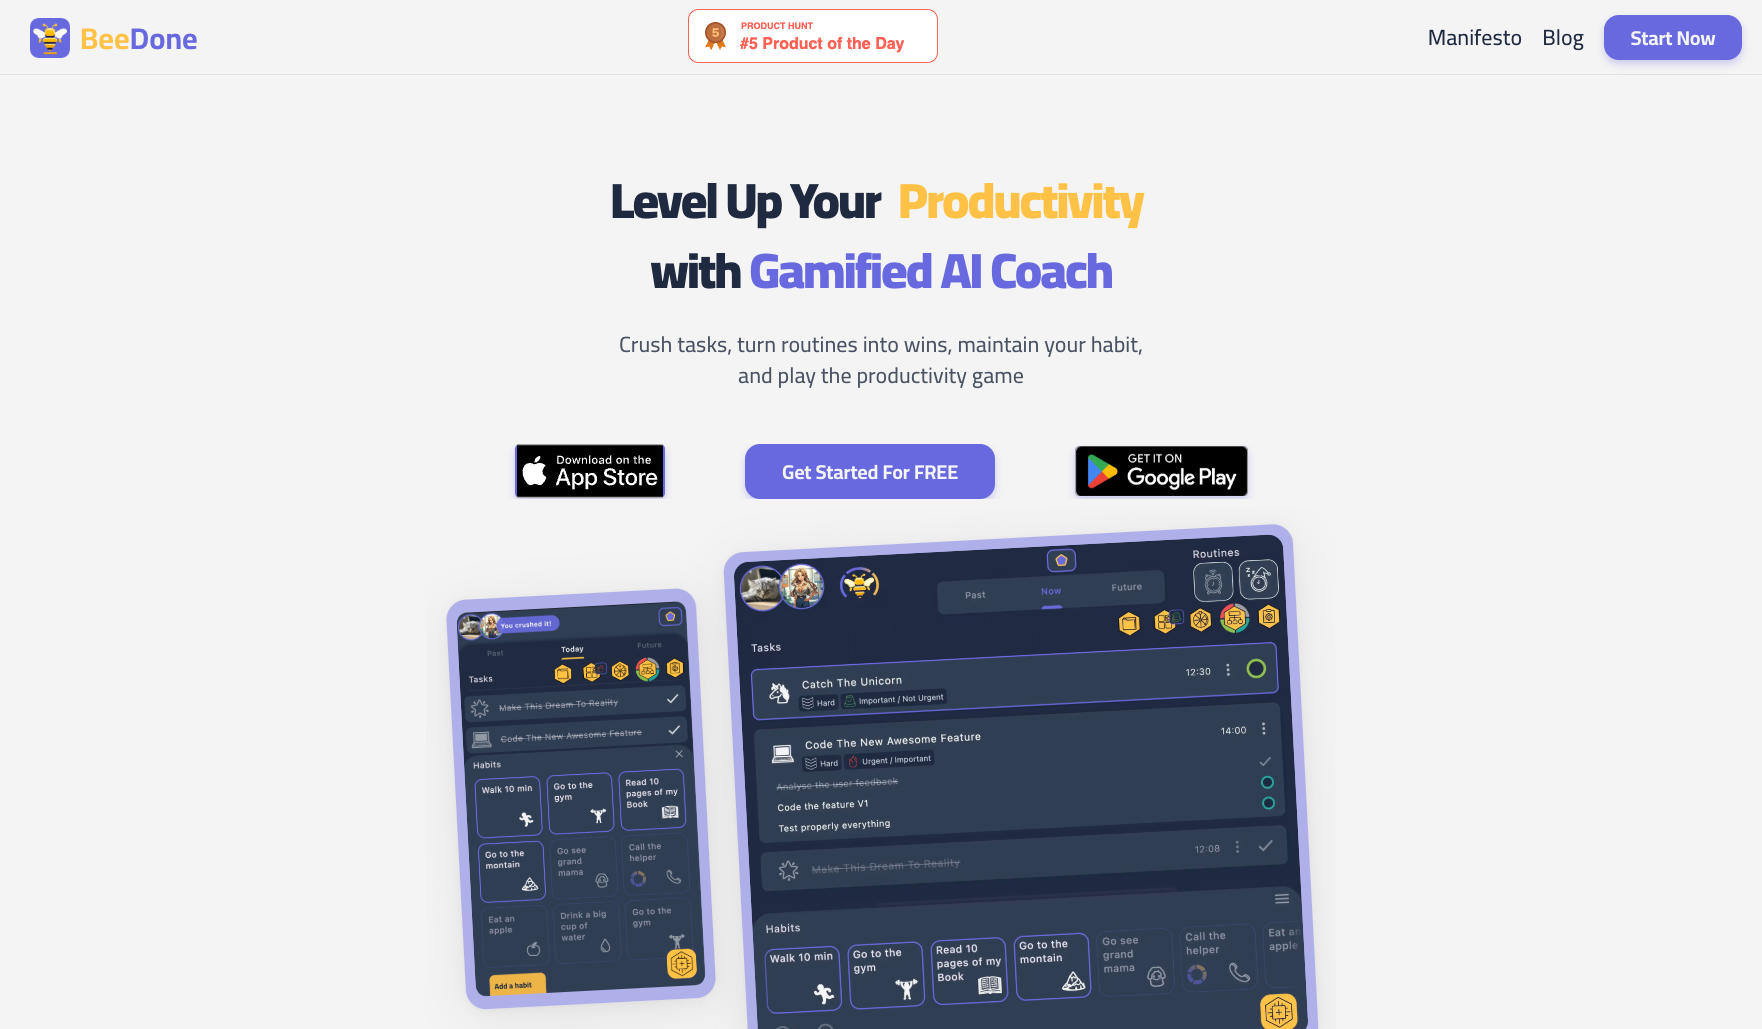 BeeDone
5
PRODUCT HUNT
#5 Product of the Day
Manifesto
Blog
Start Now
Level Up Your Productivity
with Gamified AI Coach
Crush tasks, turn routines into wins, maintain your habit,
and play the productivity game
Download on the
App Store
Get Started For FREE
GET IT ON
Google Play
You crushed it!
Past
Today
Future
Tasks
Make This Dream To Reality
Code The New Awesome Feature
Habits
Walk 10 min
Go to the
gym
Read 10
pages of my
Book
Go to the
montain
Go see
grand
mama
Call the
helper
Eat an
apple
Drink a big
cup of
water
Go to the
gym
Add a habit
Past
Now
Future
Routines
Tasks
Catch The Unicorn
Hard
Important / Not Urgent
12:30
Code The New Awesome Feature
Hard
Urgent / Important
14:00
Analyse the user feedback
Code the feature V1
Test properly everything
Make This Dream To Reality
12:08
Habits
Walk 10 min
Go to the
gym
Read 10
pages of my
Book
Go to the
montain
Go see
grand
mama
Call the
helper
Eat an
apple